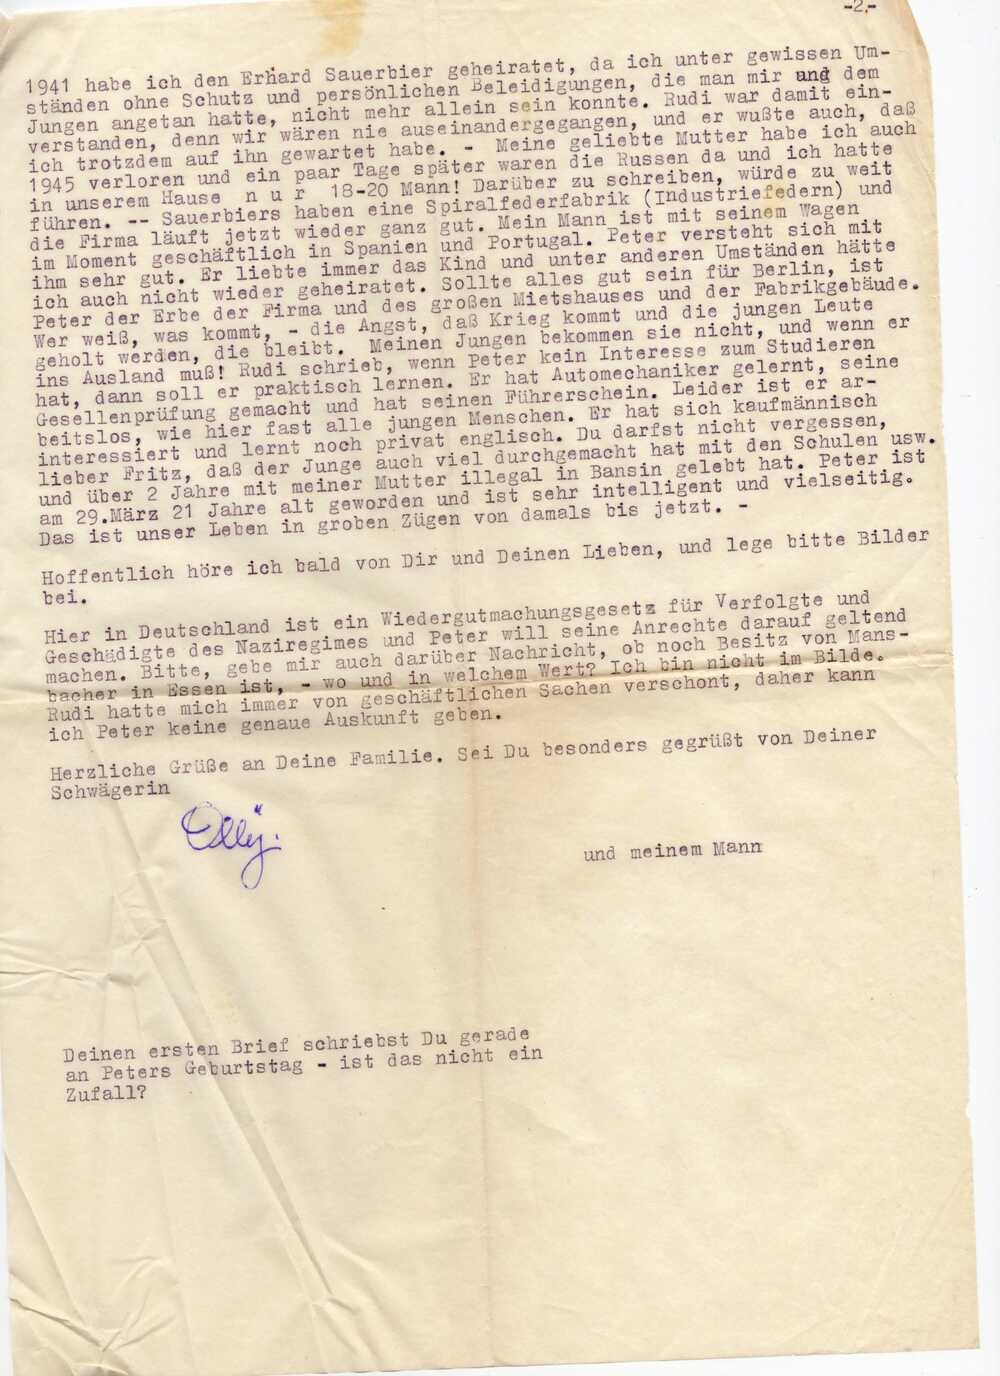 -2.-
1941 habe ich den Erhard Sauerbier geheiratet, da ich unter gewissen Um-
ständen ohne Schutz und persönlichen Beleidigungen, die man mir und dem
Jungen angetan hatte, nicht mehr allein sein konnte. Rudi war damit ein-
verstanden, denn wir wären nie auseinandergegangen, und er wußte auch, daß
ich trotzdem auf ihn gewartet habe. - Meine geliebte Mutter habe ich auch
1945 verloren und ein paar Tage später waren die Russen da und ich hatte
in unserem Hause n u r 18-20 Mann! Darüber zu schreiben, würde zu weit
führen. -- Sauerbiers haben eine Spiralfederfabrik (Industriefedern) und
die Firma läuft jetzt wieder ganz gut. Mein Mann ist mit seinem Wagen
im Moment geschäftlich in Spanien und Portugal. Peter versteht sich mit
ihm sehr gut. Er liebte immer das Kind und unter anderen Umständen hätte
ich auch nicht wieder geheiratet. Sollte alles gut sein für Berlin, ist
Peter der Erbe der Firma und des großen Mietshauses und der Fabrikgebäude.
Wer weiß, was kommt, - die Angst, daß Krieg kommt und die jungen Leute
geholt werden, die bleibt. Meinen Jungen bekommen sie nicht, und wenn er
ins Ausland muß! Rudi schrieb, wenn Peter kein Interesse zum Studieren
hat, dann soll er praktisch lernen. Er hat Automechaniker gelernt, seine
Gesellenprüfung gemacht und hat seinen Führerschein. Leider ist er ar-
beitslos, wie hier fast alle jungen Menschen. Er hat sich kaufmännisch
interessiert und lernt noch privat englisch. Du darfst nicht vergessen,
lieber Fritz, daß der Junge auch viel durchgemacht hat mit den Schulen usw.
und über 2 Jahre mit meiner Mutter illegal in Bansin gelebt hat. Peter ist
am 29.März 21 Jahre alt geworden und ist sehr intelligent und vielseitig.
Das ist unser Leben in groben Zügen von damals bis jetzt. -
Hoffentlich höre ich bald von Dir und Deinen Lieben, und lege bitte Bilder
bei.
Hier in Deutschland ist ein Wiedergutmachungsgesetz für Verfolgte und
Geschädigte des Naziregimes und Peter will seine Anrechte darauf geltend
machen. Bitte, gebe mir auch darüber Nachricht, ob noch Besitz von Mans-
bacher in Essen ist, - wo und in welchem Wert? Ich bin nicht im Bilde.
Rudi hatte mich immer von geschäftlichen Sachen verschont, daher kann
ich Peter keine genaue Auskunft geben.
Herzliche Grüße an Deine Familie. Sei Du besonders gegrüßt von Deiner
Schwägerin
Olly.
und meinem Mann
Deinen ersten Brief schriebst Du gerade
an Peters Geburtstag - ist das nicht ein
Zufall?